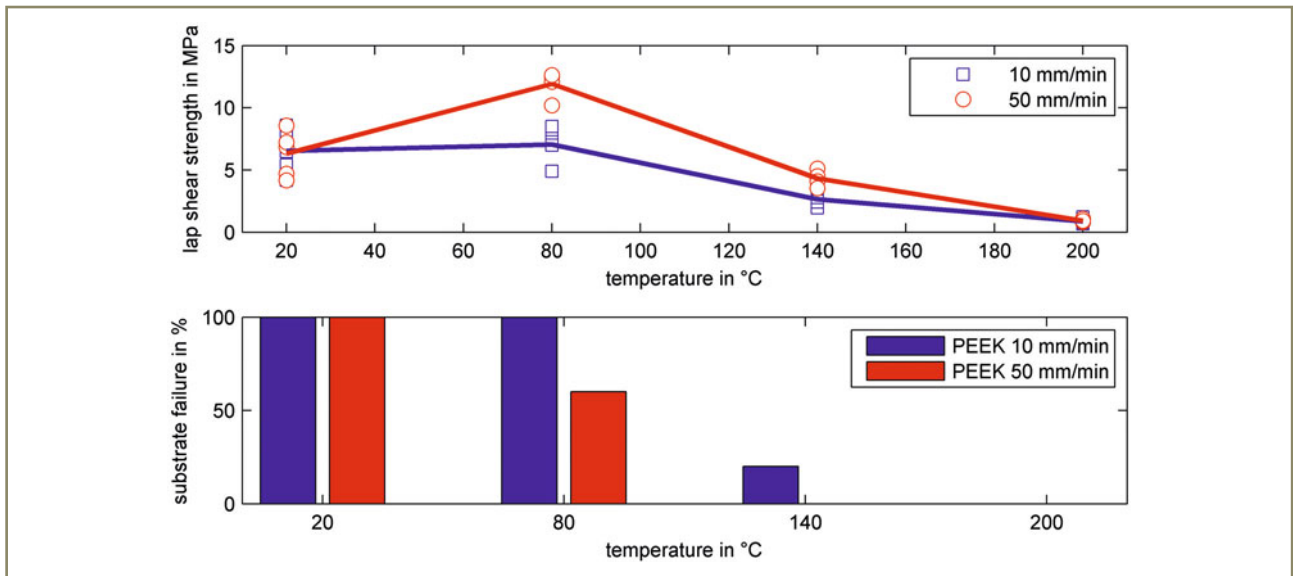 15
10
5
0
lap shear strength in MPa
10 mm/min
50 mm/min
20 40 60 80 100 120 140 160 180 200
temperature in °C
100
50
0
substrate failure in %
PEEK 10 mm/min
PEEK 50 mm/min
20 80 140 200
temperature in °C